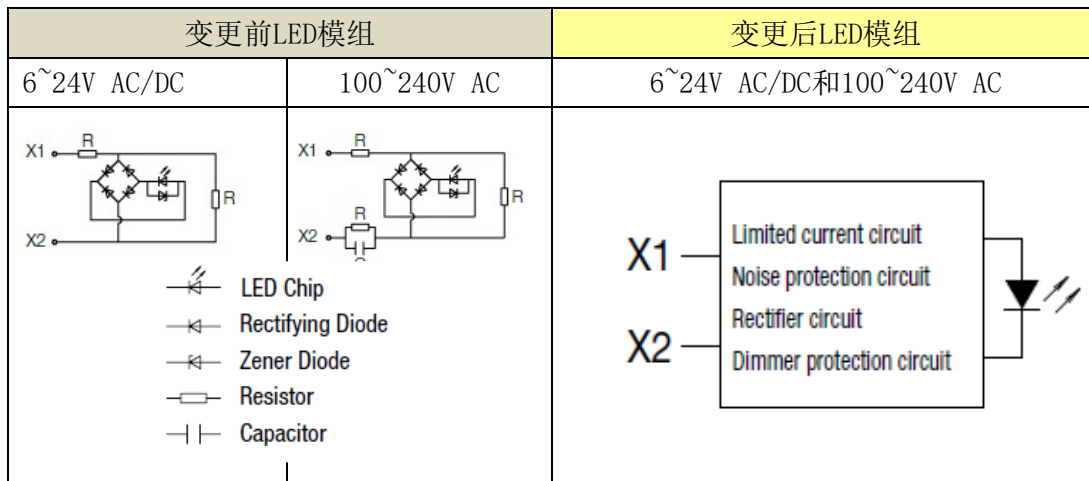 变更前LED模组
变更后LED模组
6~24V AC/DC
100~240V AC
6~24V AC/DC和100~240V AC
X1
R
R
X2
X1
R
R
R
X2
LED Chip
Rectifying Diode
Zener Diode
Resistor
Capacitor
X1
X2
Limited current circuit
Noise protection circuit
Rectifier circuit
Dimmer protection circuit